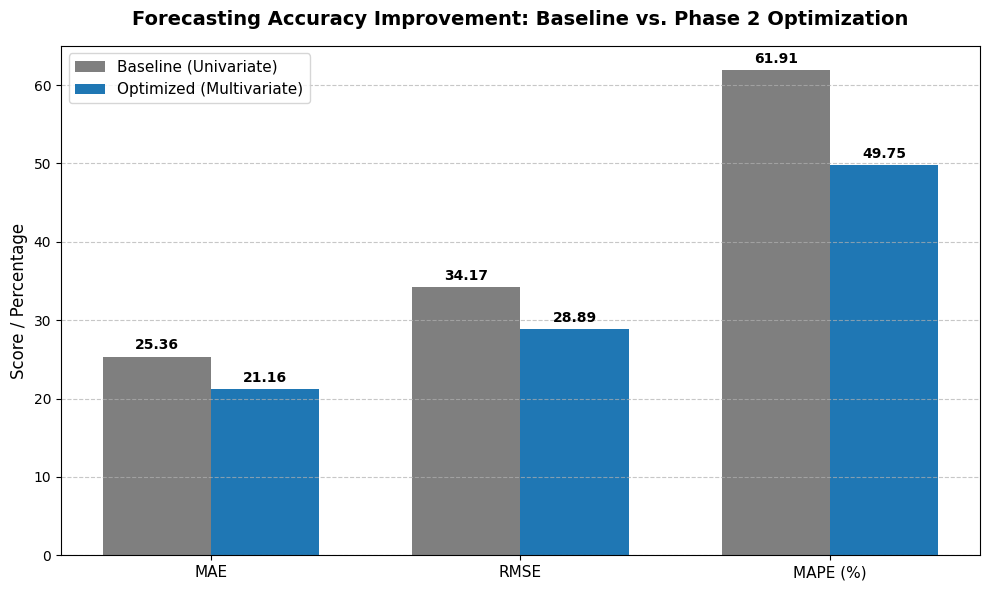 Forecasting Accuracy Improvement: Baseline vs. Phase 2 Optimization
Baseline (Univariate)
Optimized (Multivariate)
Score / Percentage
60
50
40
30
20
10
0
25.36
21.16
34.17
28.89
61.91
49.75
MAE
RMSE
MAPE (%)